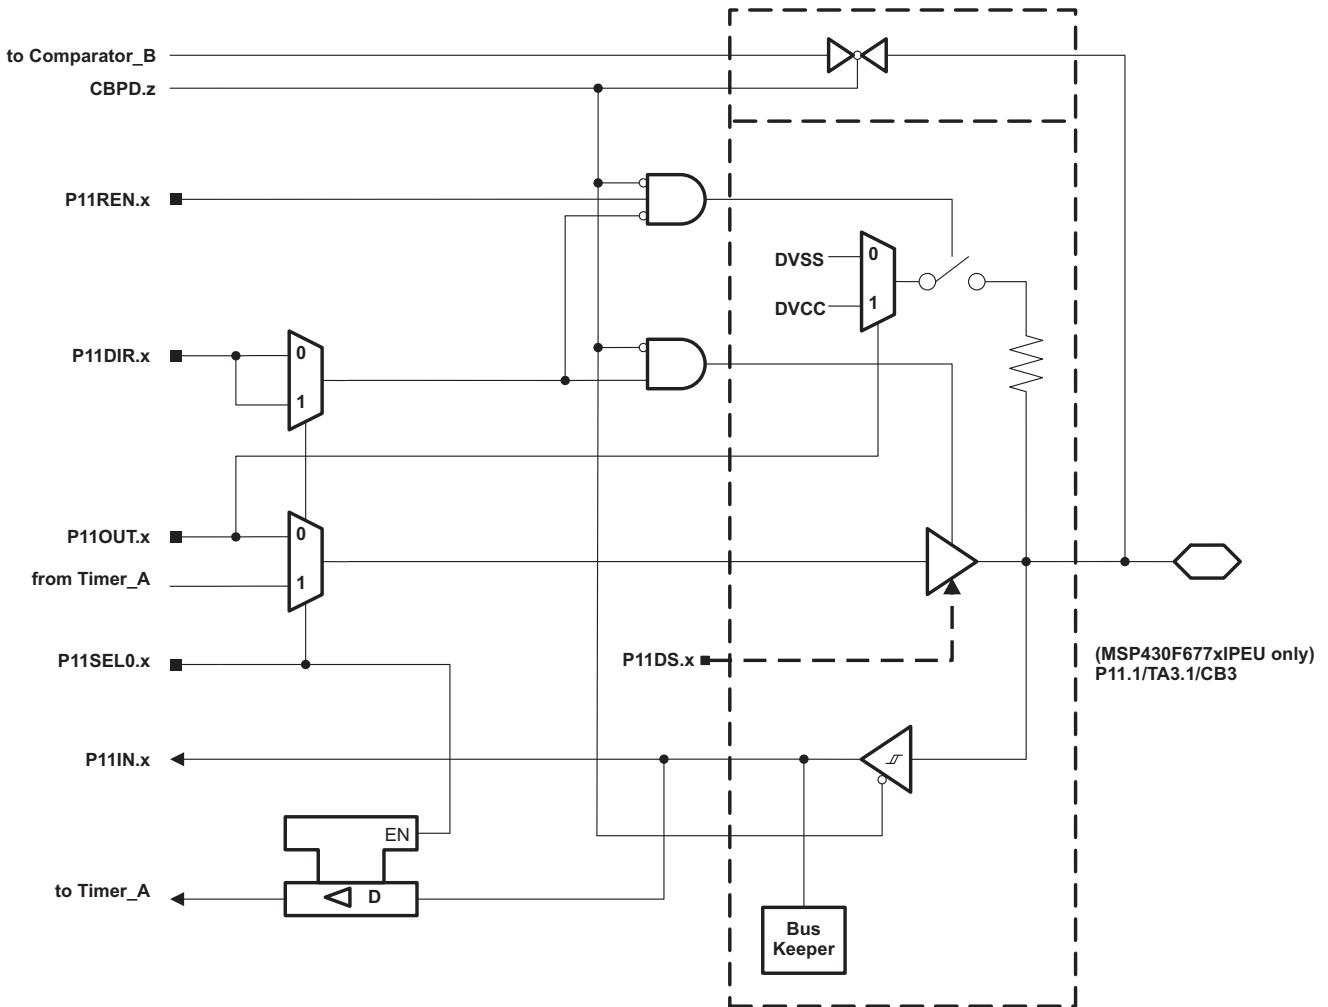 to Comparator_B
CBPD.z
P11REN.x
DVSS
0
DVCC
1
P11DIR.x
0
1
P11OUT.x
0
from Timer_A
1
P11SEL0.x
P11DS.x
(MSP430F677xIPEU only)
P11.1/TA3.1/CB3
P11IN.x
EN
to Timer_A
D
Bus
Keeper